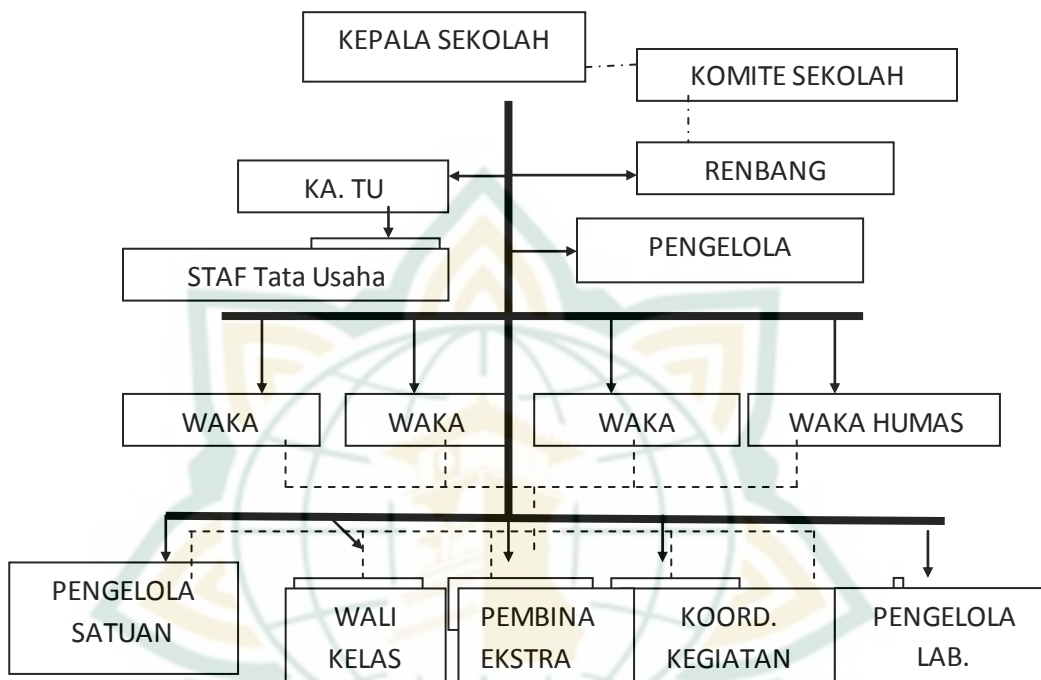 KEPALA SEKOLAH
KOMITE SEKOLAH
RENBANG
KA. TU
PENGELOLA
STAF Tata Usaha
WAKA
WAKA
WAKA
WAKA HUMAS
PENGELOLA
SATUAN
WALI
KELAS
PEMBINA
EKSTRA
KOORD.
KEGIATAN
PENGELOLA
LAB.